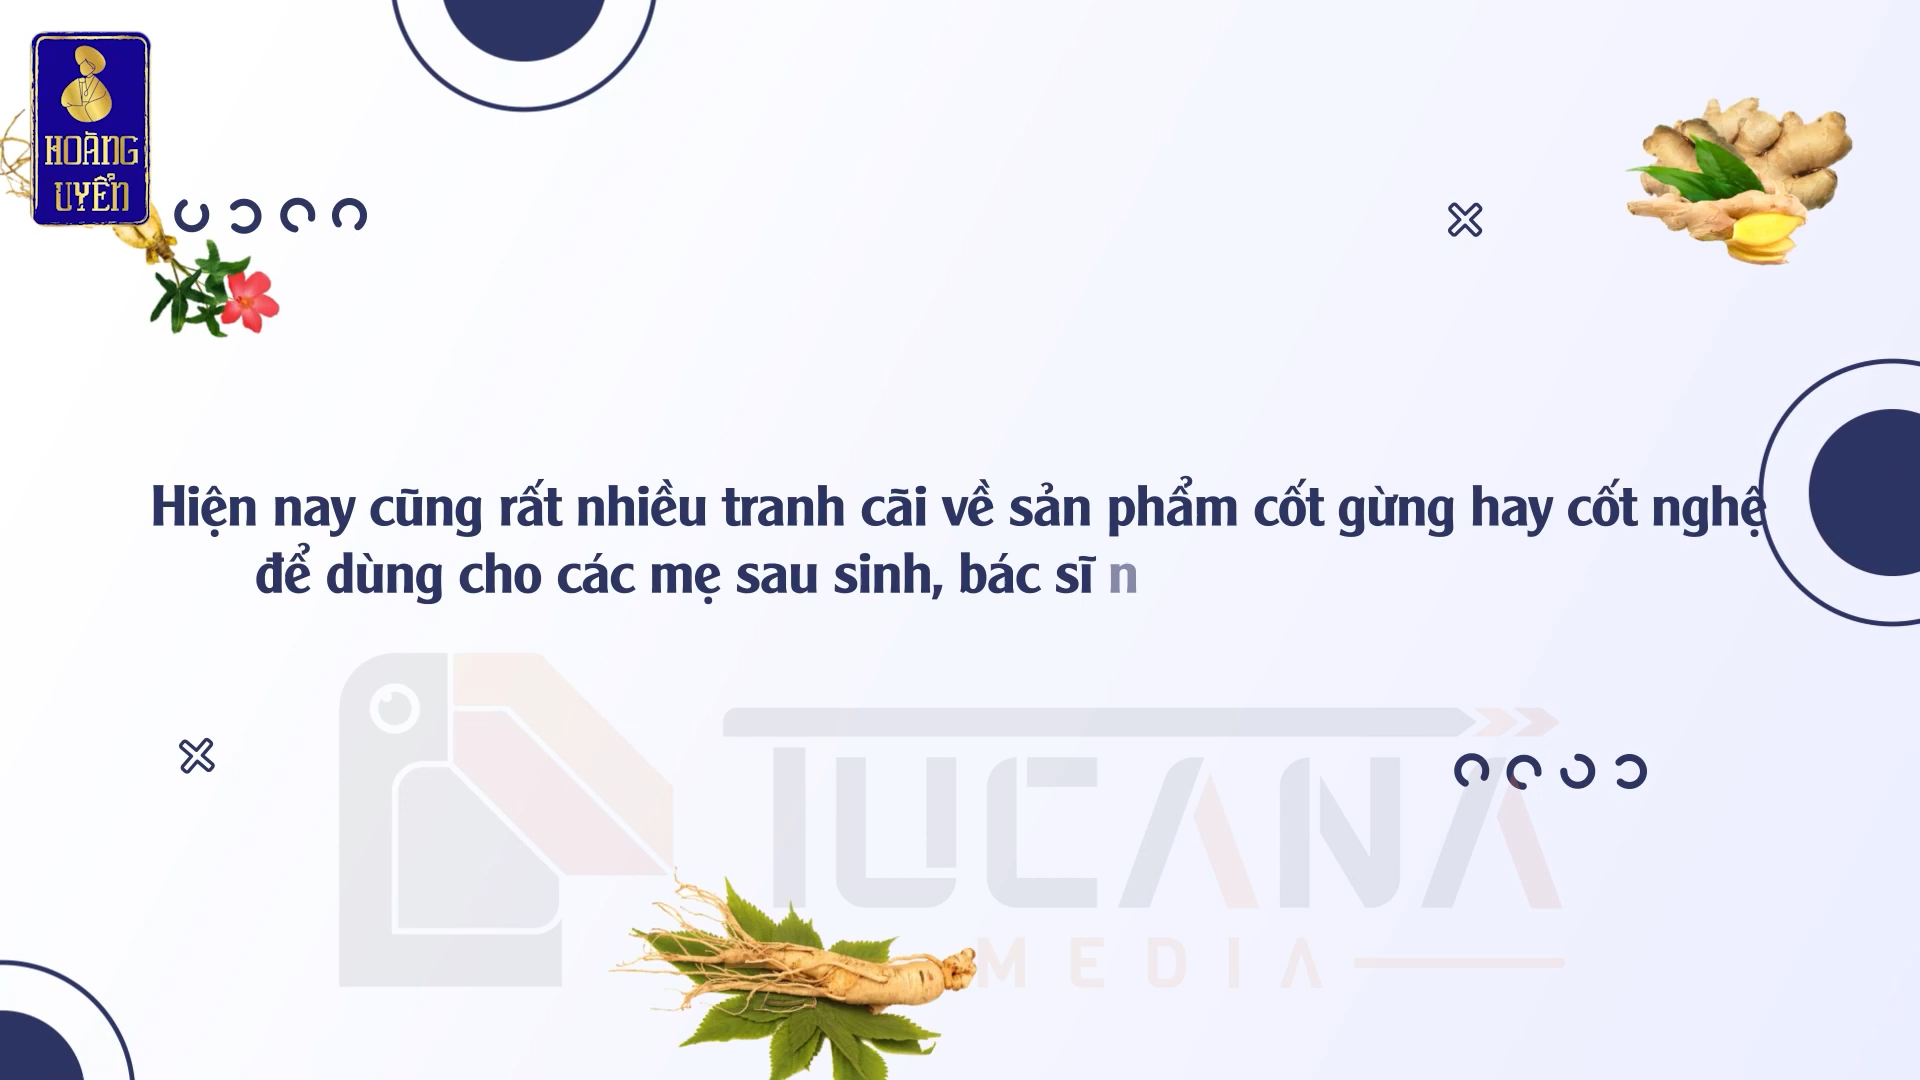 HOÀNG
UYỂN
Hiện nay cũng rất nhiều tranh cãi về sản phẩm cốt gừng hay cốt nghệ
để dùng cho các mẹ sau sinh, bác sĩ n
TUCANA
MEDIA